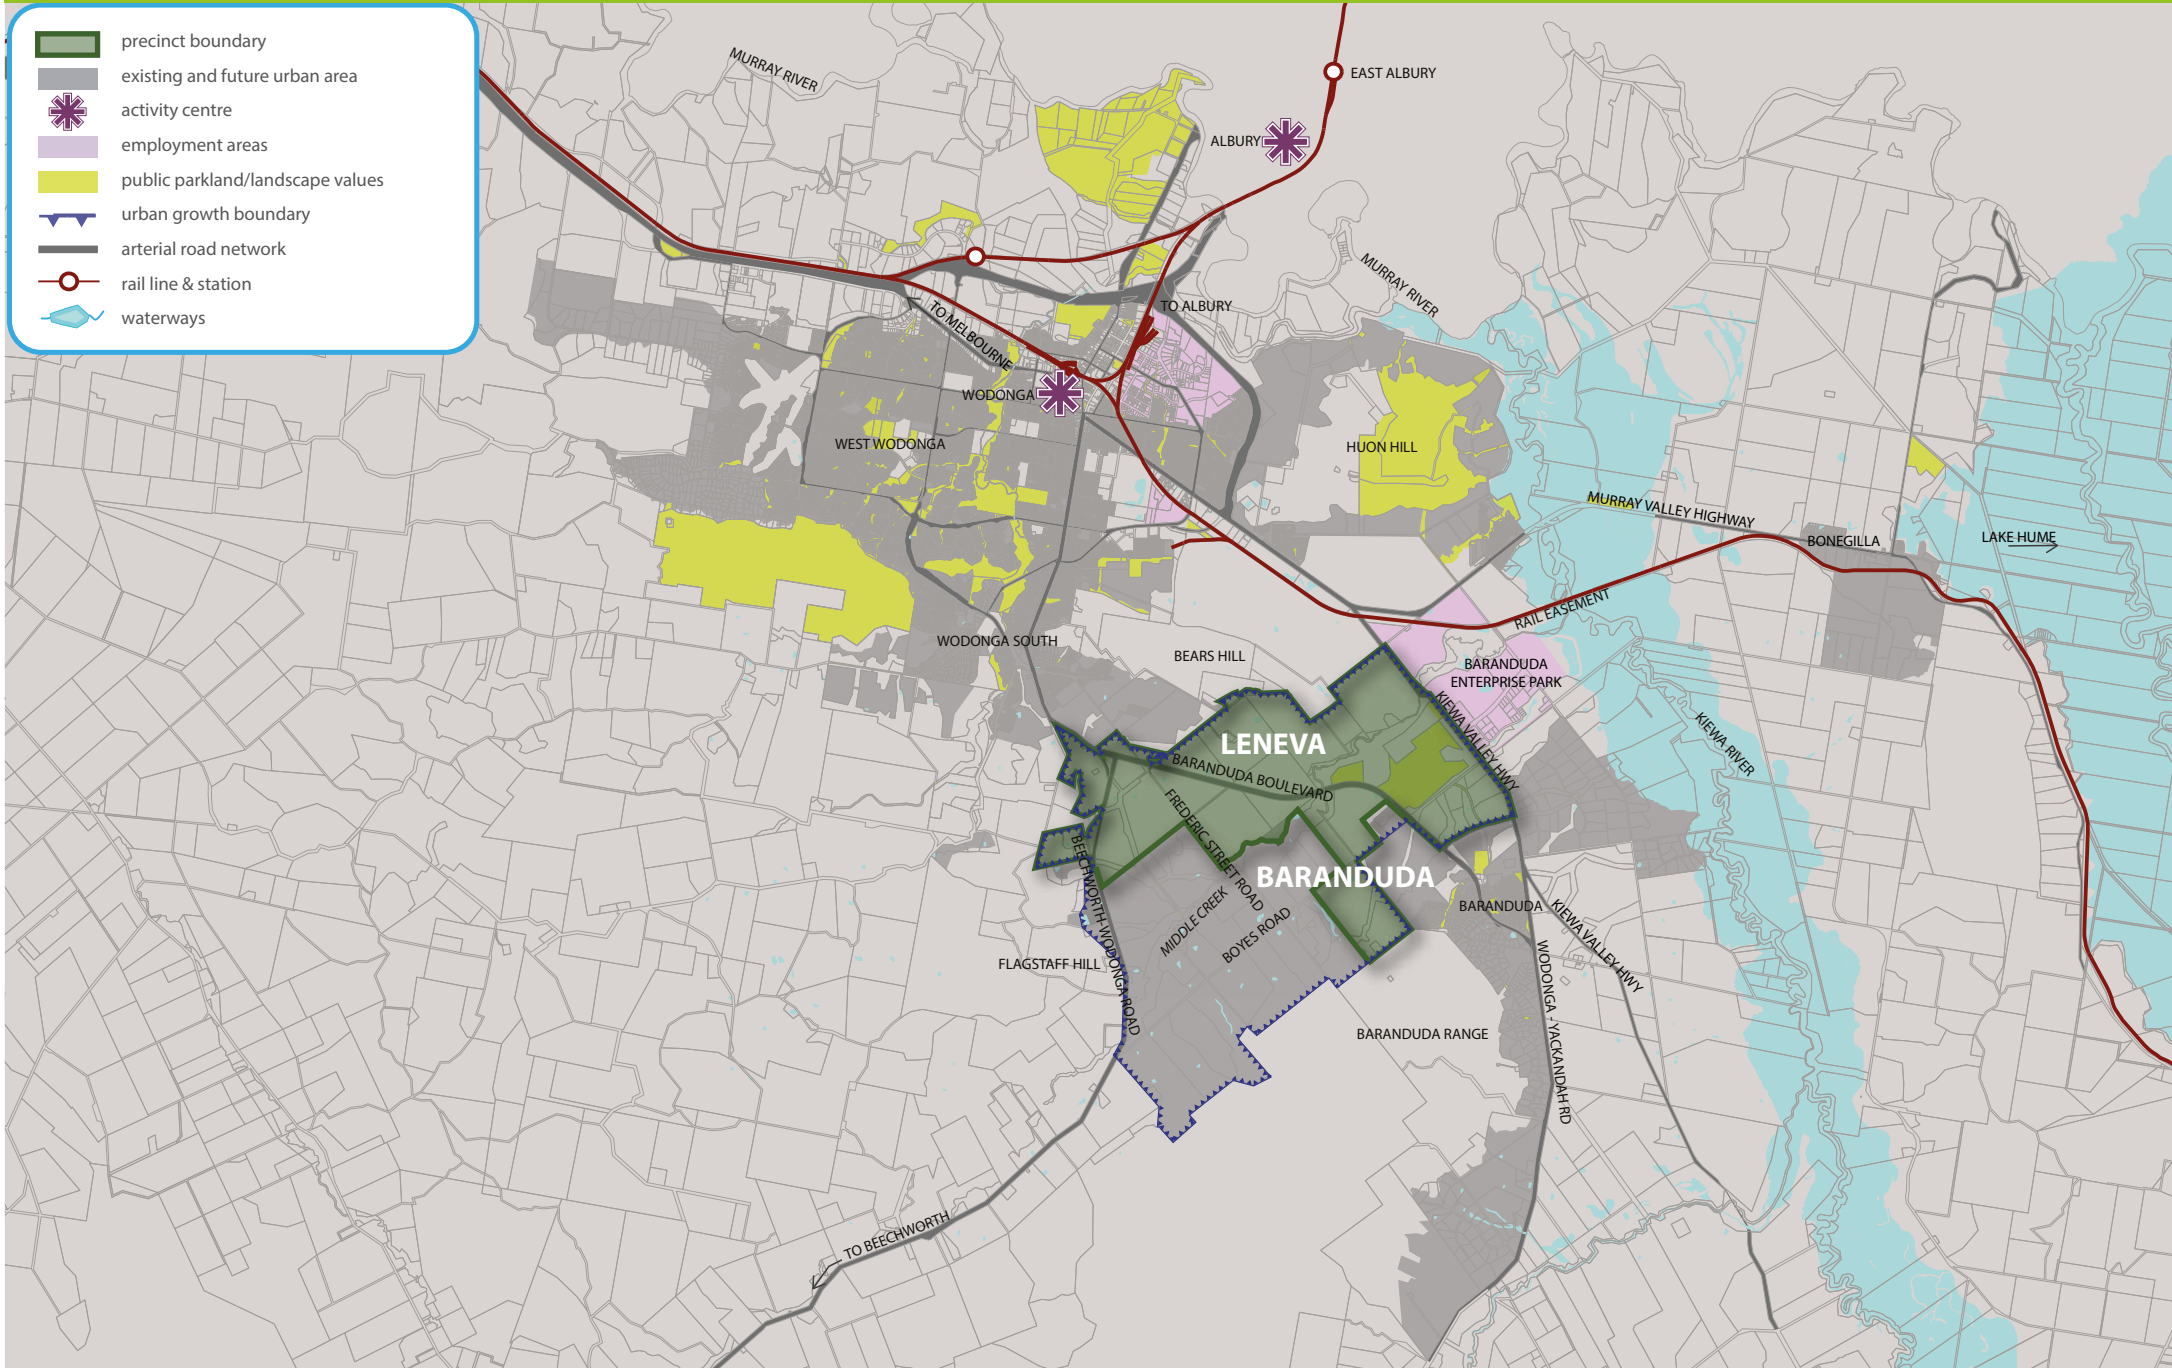 precinct boundary
existing and future urban area
activity centre
employment areas
public parkland/landscape values
urban growth boundary
arterial road network
rail line & station
waterways
MURRAY RIVER
EAST ALBURY
ALBURY
MURRAY RIVER
TO ALBURY
TO MELBOURNE
WODONGA
WEST WODONGA
HUON HILL
MURRAY VALLEY HIGHWAY
BONEGILLA
LAKE HUME
RAIL EASEMENT
WODONGA SOUTH
BEARS HILL
BARANDUDA
ENTERPRISE PARK
KIEWA VALLEY HWY
KIEWA RIVER
LENEVA
BARANDUDA BOULEVARD
FREDERIC STREET ROAD
BEECHWORTH-WODONGA ROAD
BARANDUDA
MIDDLE CREEK
BOYES ROAD
BARANDUDA
KIEWA VALLEY HWY
FLAGSTAFF HILL
WODONGA - YACKANDAH RD
BARANDUDA RANGE
TO BEECHWORTH